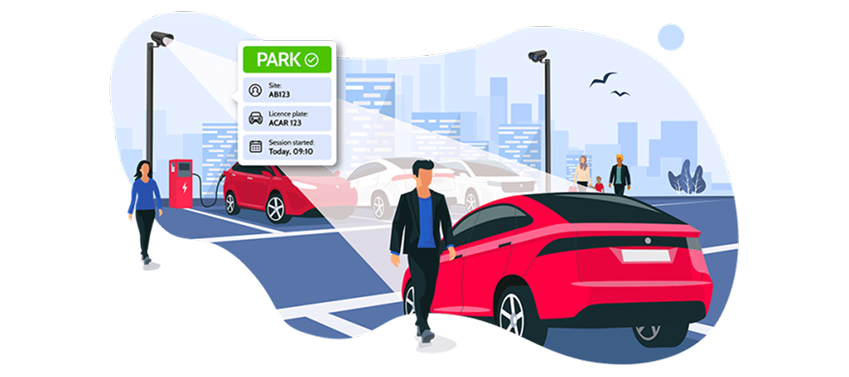 PARK
Site:
AB123
Licence plate:
ACAR 123
Session started:
Today, 09:10